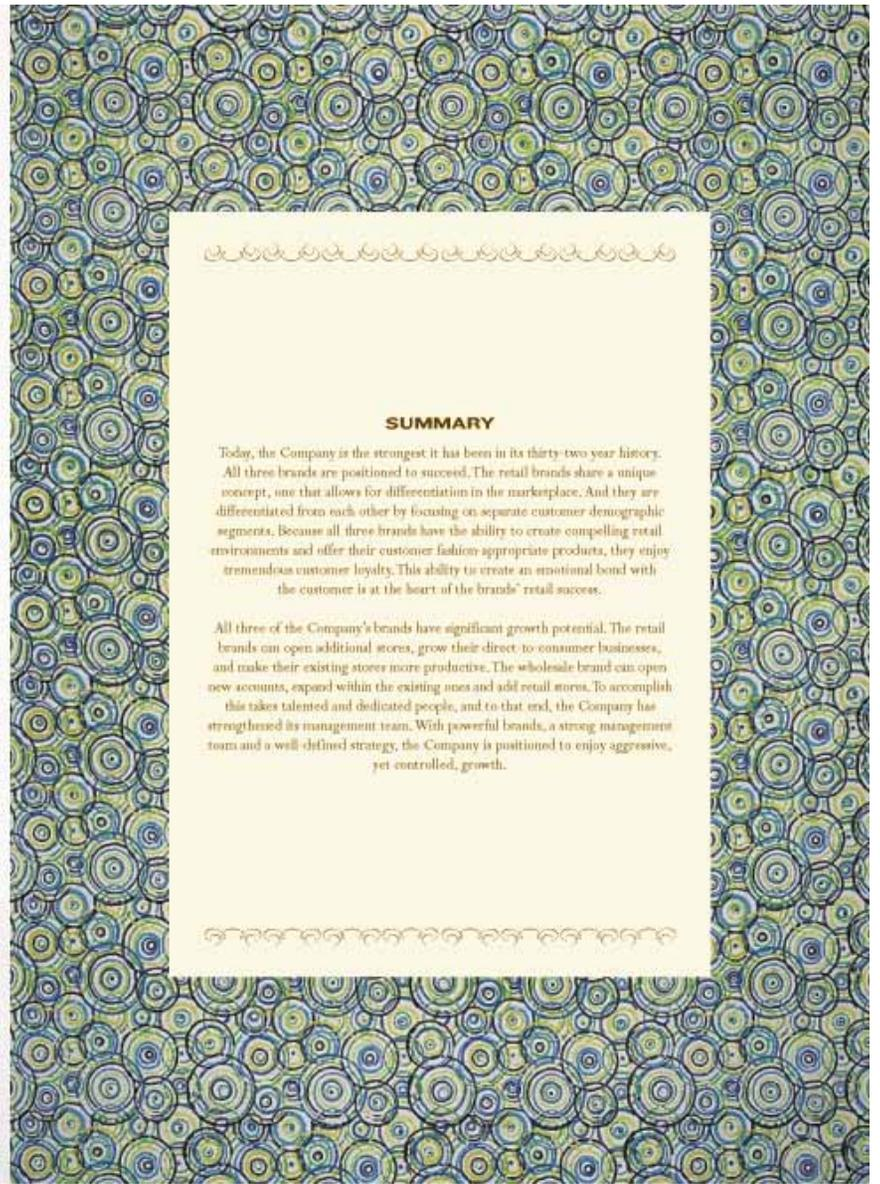 SUMMARY
Today, the Company is the strongest it has been in its thirty-two year history.
All three brands are positioned to succeed. The retail brands share a unique
concept, one that allows for differentiation in the marketplace. And they are
differentiated from each other by focusing on separate customer demographic
segments. Because all three brands have the ability to create compelling retail
environments and offer their customer fashion appropriate products, they enjoy
tremendous customer loyalty. This ability to create an emotional bond with
the customer is at the heart of the brands' retail success.
All three of the Company's brands have significant growth potential. The retail
brands can open additional stores, grow their direct-to-consumer businesses,
and make their existing stores more productive. The wholesale brand can open
new accounts, expand within the existing ones and add retail stores. To accomplish
this takes talented and dedicated people, and to that end, the Company has
strengthened its management team. With powerful brands, a strong management
team and a well-defined strategy, the Company is positioned to enjoy aggressive,
yet controlled, growth.